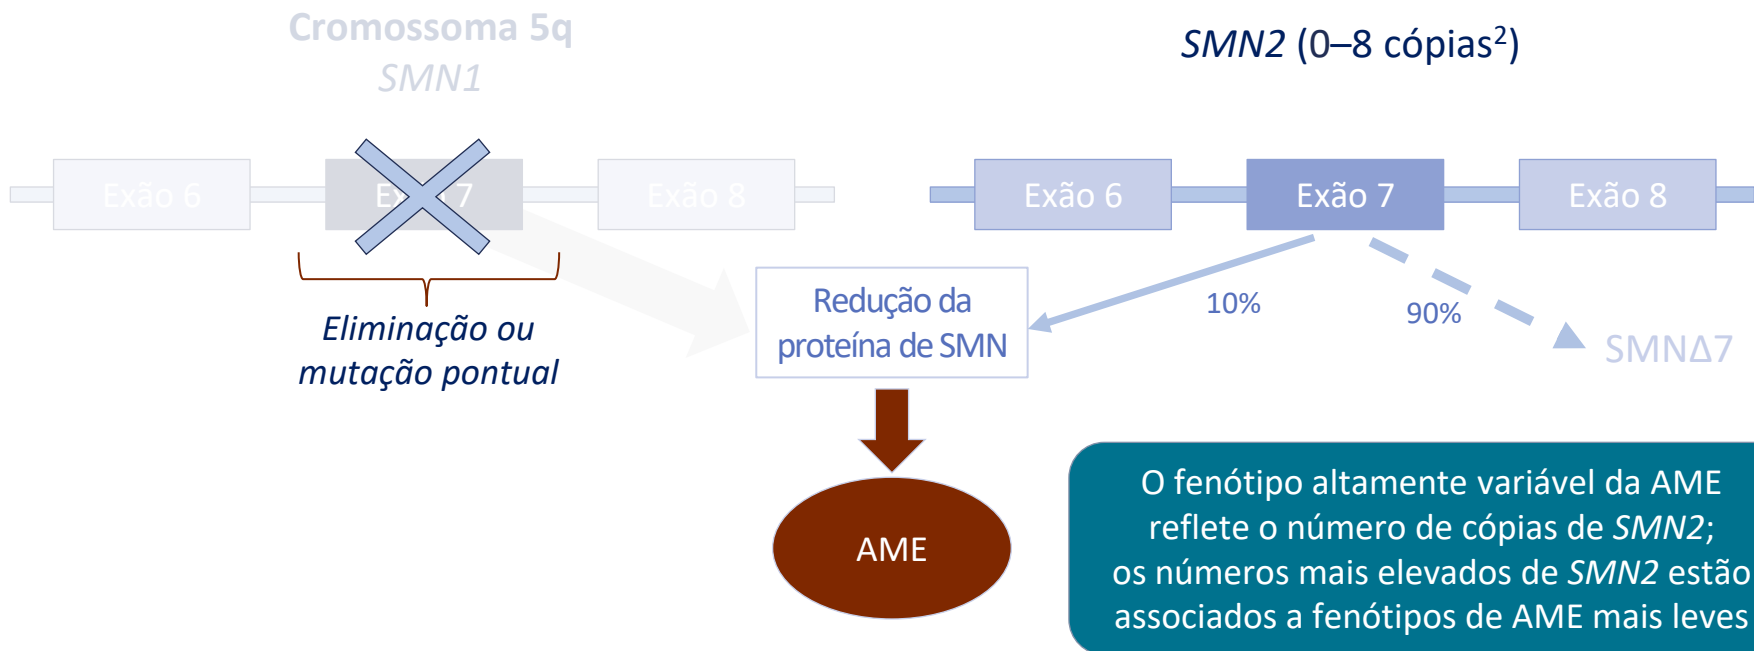 Cromossoma 5q
SMN1
SMN2 (0–8 cópias²)
Exão 6
Exão 7
Exão 8
Exão 6
Exão 7
Exão 8
Eliminação ou
mutação pontual
Redução da
proteína de SMN
10%
90%
SMNΔ7
AME
O fenótipo altamente variável da AME
reflete o número de cópias de SMN2;
os números mais elevados de SMN2 estão
associados a fenótipos de AME mais leves